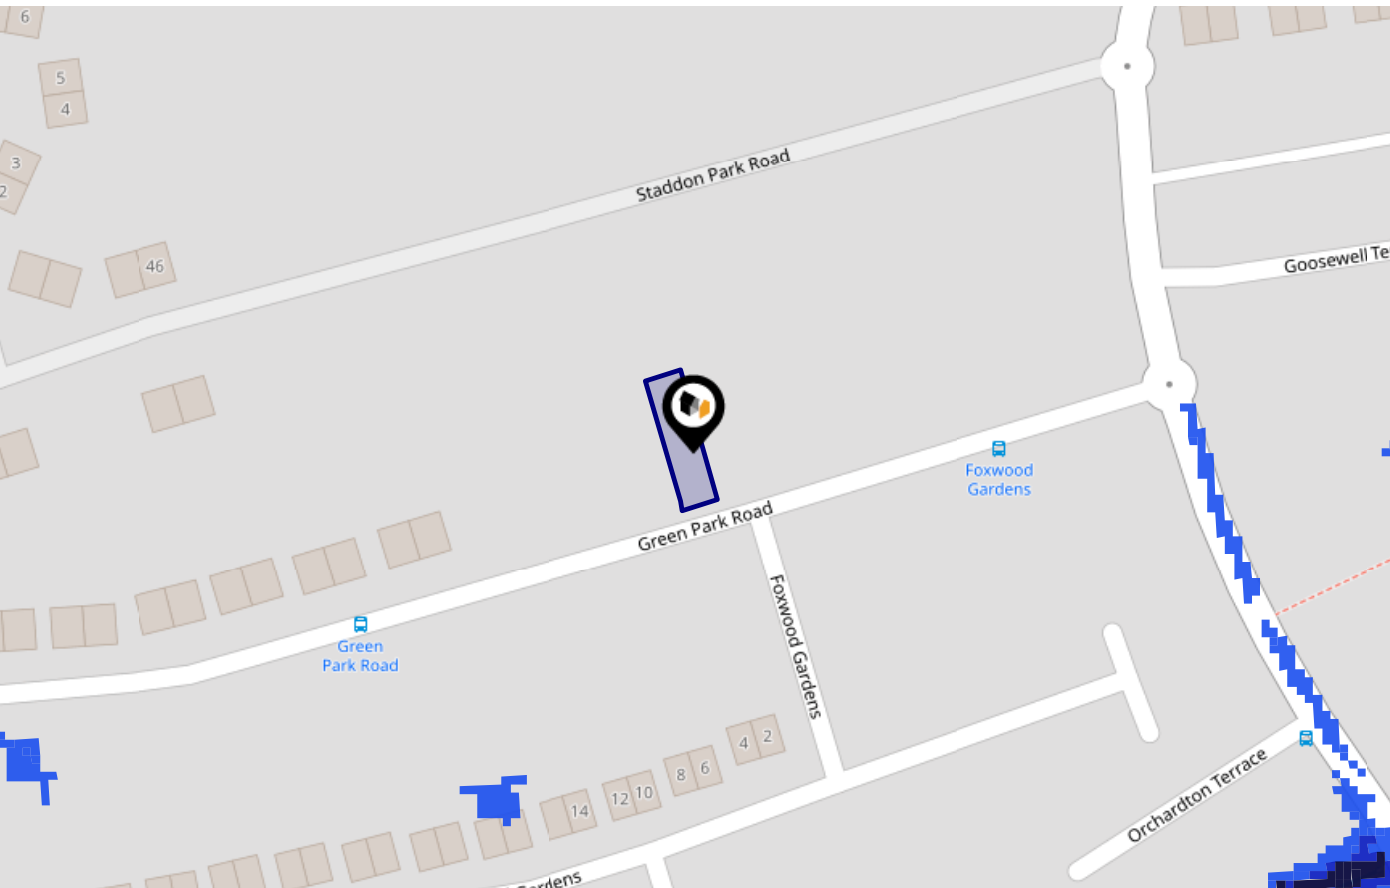 6
5
4
3
2
Staddon Park Road
46
Goosewell Te
Foxwood
Gardens
Green Park Road
Foxwood Gardens
Green
Park Road
4 2
8 6
12 10
14
Orchardton Terrace
ardens